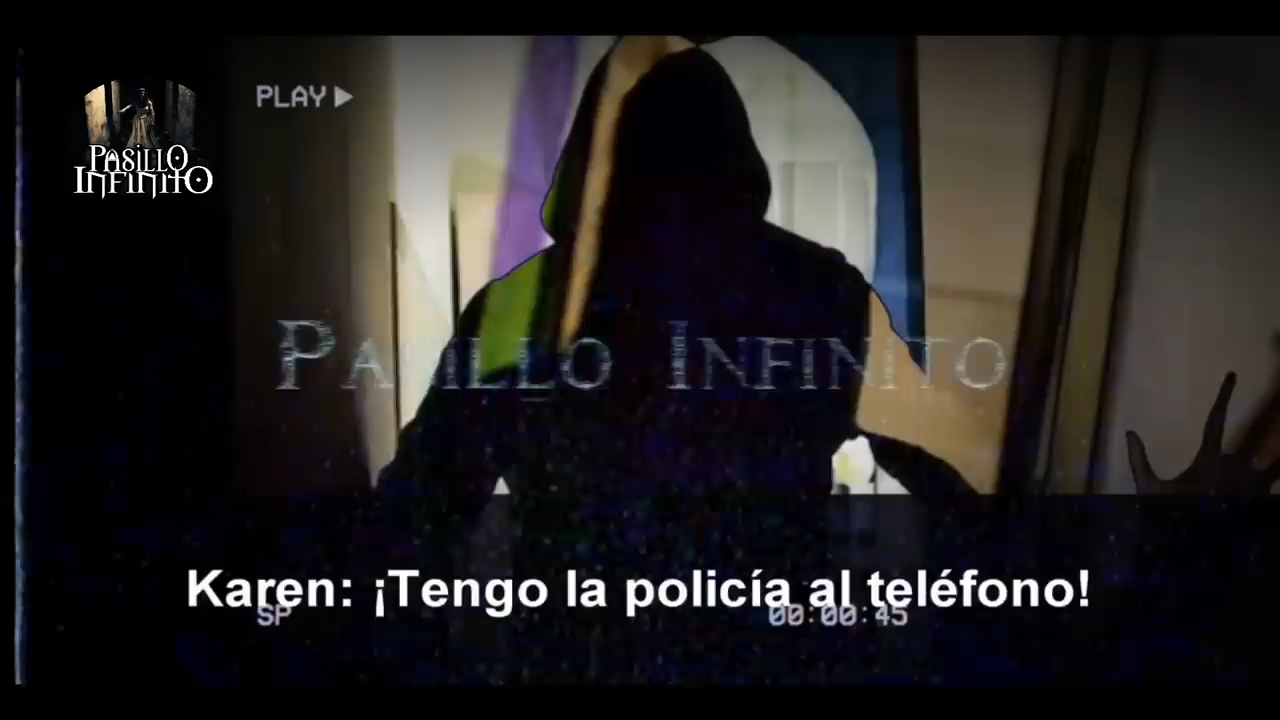 PLAY
PASILLO
INFINITO
PASILLO INFINITO
Karen: ¡Tengo la policía al teléfono!
SP
00:00:45